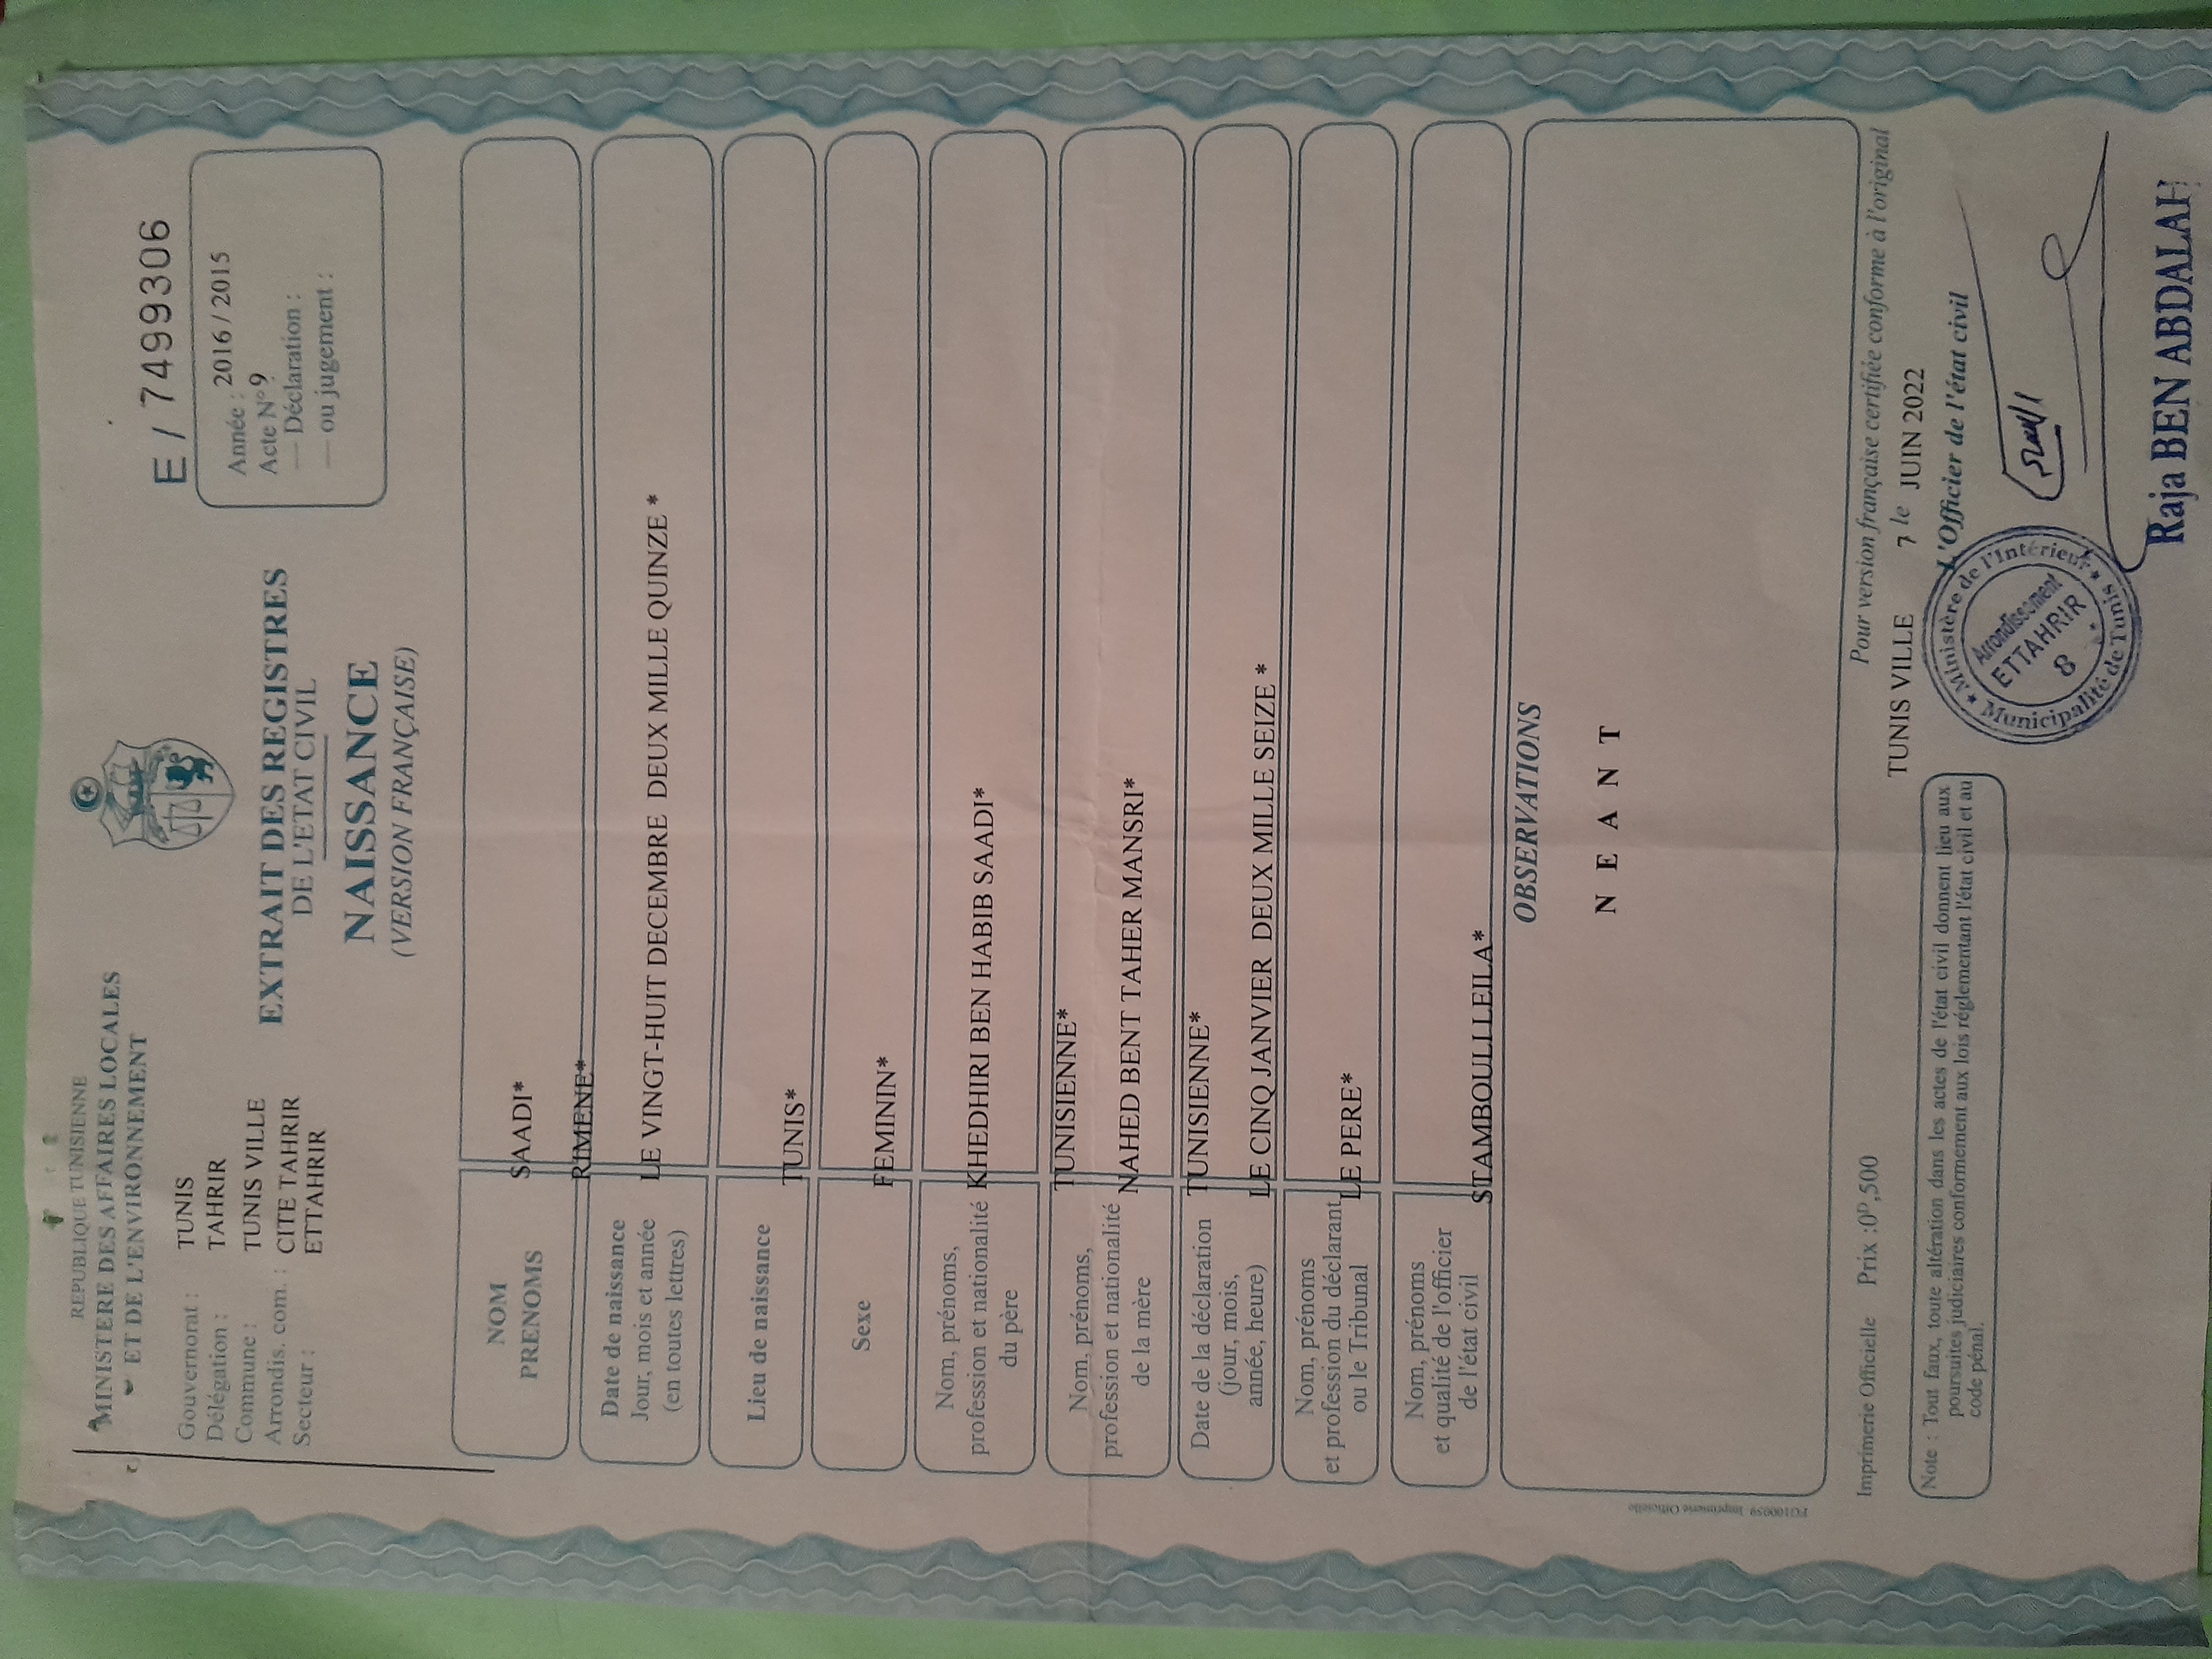 REPUBLIQUE TUNISIENNE
MINISTERE DES AFFAIRES LOCALES
ET DE L'ENVIRONNEMENT
Gouvernorat : TUNIS
Délégation : TAHRIR
Commune : TUNIS VILLE
Arrondis. com. : CITE TAHRIR
Secteur : ETTAHRIR
E / 7499306
Année : 2016 / 2015
Acte N° 9
— Déclaration :
— ou jugement :
EXTRAIT DES REGISTRES
DE L'ETAT CIVIL
NAISSANCE
(VERSION FRANÇAISE)
NOM
PRENOMS
SAADI*
RIMENE*
Date de naissance
Jour, mois et année
(en toutes lettres)
LE VINGT-HUIT DECEMBRE DEUX MILLE QUINZE *
Lieu de naissance
TUNIS*
Sexe
FEMININ*
Nom, prénoms,
profession et nationalité
du père
KHEDHIRI BEN HABIB SAADI*
TUNISIENNE*
Nom, prénoms,
profession et nationalité
de la mère
NAHED BENT TAHER MANSRI*
TUNISIENNE*
Date de la déclaration
(jour, mois,
année, heure)
LE CINQ JANVIER DEUX MILLE SEIZE *
Nom, prénoms
et profession du déclarant
ou le Tribunal
LE PERE*
Nom, prénoms
et qualité de l'officier
de l'état civil
STAMBOULI LEILA*
OBSERVATIONS
N E A N T
FG100059 Imprimerie Officielle
Imprimerie Officielle Prix :0ᴰ,500
Pour version française certifiée conforme à l'original
TUNIS VILLE 7 le JUIN 2022
L'Officier de l'état civil
Note : Tout faux, toute altération dans les actes de l'état civil donnent lieu aux
poursuites judiciaires conformement aux lois réglementant l'état civil et au
code pénal.
Ministère de l'Intérieur
Arrondissement
ETTAHRIR
8
Municipalité de Tunis
Raja BEN ABDALAH